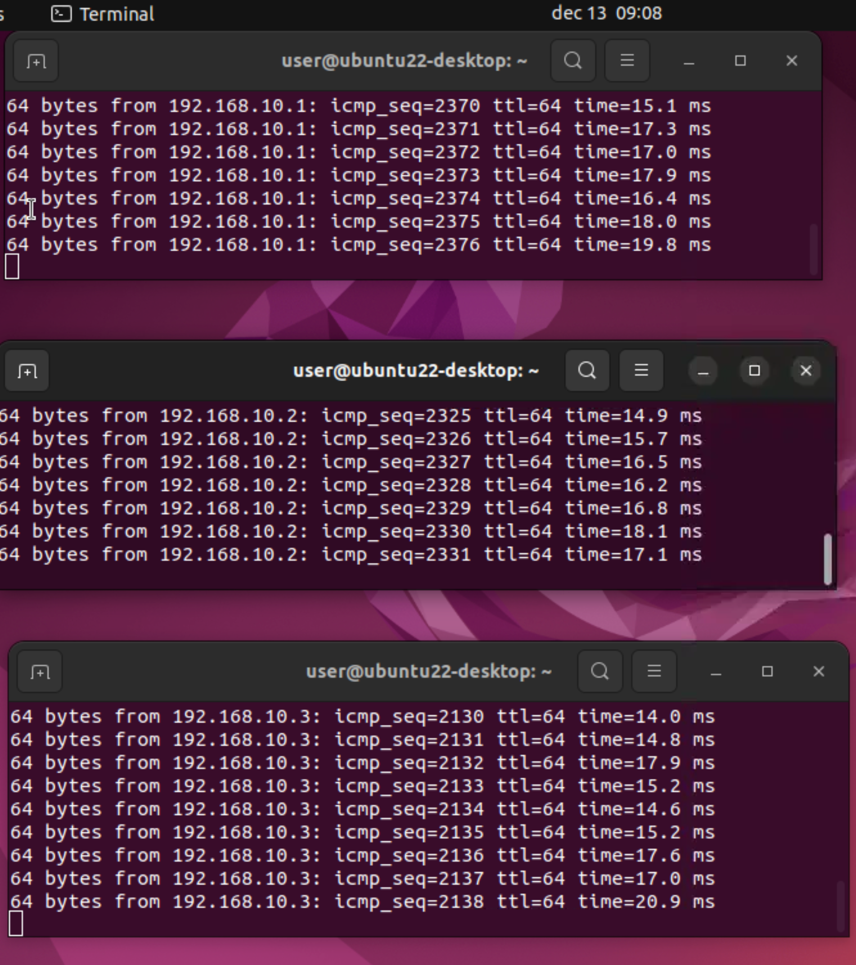 s Terminal dec 13 09:08
user@ubuntu22-desktop: ~
64 bytes from 192.168.10.1: icmp_seq=2370 ttl=64 time=15.1 ms
64 bytes from 192.168.10.1: icmp_seq=2371 ttl=64 time=17.3 ms
64 bytes from 192.168.10.1: icmp_seq=2372 ttl=64 time=17.0 ms
64 bytes from 192.168.10.1: icmp_seq=2373 ttl=64 time=17.9 ms
64 bytes from 192.168.10.1: icmp_seq=2374 ttl=64 time=16.4 ms
64 bytes from 192.168.10.1: icmp_seq=2375 ttl=64 time=18.0 ms
64 bytes from 192.168.10.1: icmp_seq=2376 ttl=64 time=19.8 ms
user@ubuntu22-desktop: ~
64 bytes from 192.168.10.2: icmp_seq=2325 ttl=64 time=14.9 ms
64 bytes from 192.168.10.2: icmp_seq=2326 ttl=64 time=15.7 ms
64 bytes from 192.168.10.2: icmp_seq=2327 ttl=64 time=16.5 ms
64 bytes from 192.168.10.2: icmp_seq=2328 ttl=64 time=16.2 ms
64 bytes from 192.168.10.2: icmp_seq=2329 ttl=64 time=16.8 ms
64 bytes from 192.168.10.2: icmp_seq=2330 ttl=64 time=18.1 ms
64 bytes from 192.168.10.2: icmp_seq=2331 ttl=64 time=17.1 ms
user@ubuntu22-desktop: ~
64 bytes from 192.168.10.3: icmp_seq=2130 ttl=64 time=14.0 ms
64 bytes from 192.168.10.3: icmp_seq=2131 ttl=64 time=14.8 ms
64 bytes from 192.168.10.3: icmp_seq=2132 ttl=64 time=17.9 ms
64 bytes from 192.168.10.3: icmp_seq=2133 ttl=64 time=15.2 ms
64 bytes from 192.168.10.3: icmp_seq=2134 ttl=64 time=14.6 ms
64 bytes from 192.168.10.3: icmp_seq=2135 ttl=64 time=15.2 ms
64 bytes from 192.168.10.3: icmp_seq=2136 ttl=64 time=17.6 ms
64 bytes from 192.168.10.3: icmp_seq=2137 ttl=64 time=17.0 ms
64 bytes from 192.168.10.3: icmp_seq=2138 ttl=64 time=20.9 ms